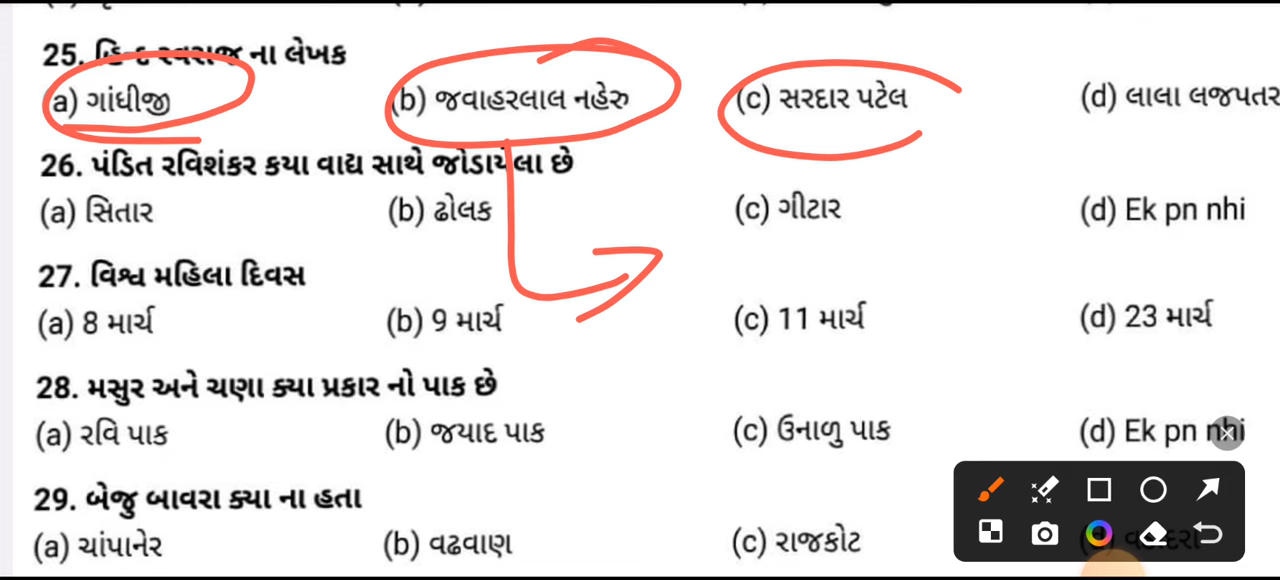 25. હિન્દ સ્વરાજ ના લેખક
(a) ગાંધીજી (b) જવાહરલાલ નહેરુ (c) સરદાર પટેલ (d) લાલા લજપતર
26. પંડિત રવિશંકર કયા વાદ્ય સાથે જોડાયેલા છે
(a) સિતાર (b) ઢોલક (c) ગીટાર (d) Ek pn nhi
27. વિશ્વ મહિલા દિવસ
(a) 8 માર્ચ (b) 9 માર્ચ (c) 11 માર્ચ (d) 23 માર્ચ
28. મસુર અને ચણા ક્યા પ્રકાર નો પાક છે
(a) રવિ પાક (b) જયાદ પાક (c) ઉનાળુ પાક (d) Ek pn nhi
29. બેજુ બાવરા ક્યા ના હતા
(a) ચાંપાનેર (b) વઢવાણ (c) રાજકોટ